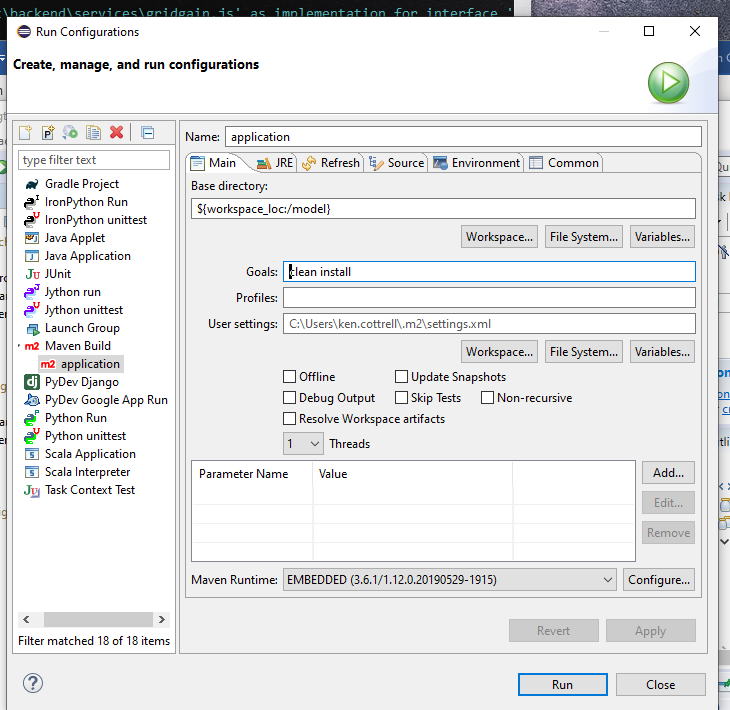 \backend\services\gridgain.js' as implementation for interface '
Run Configurations
Create, manage, and run configurations
Name: application
type filter text
Main JRE Refresh Source Environment Common
Gradle Project
IronPython Run
IronPython unittest
Java Applet
Java Application
JUnit
Jython run
Jython unittest
Launch Group
Maven Build
application
PyDev Django
PyDev Google App Run
Python Run
Python unittest
Scala Application
Scala Interpreter
Task Context Test
Filter matched 18 of 18 items
Base directory:
${workspace_loc:/model}
Workspace... File System... Variables...
Goals: clean install
Profiles:
User settings: C:\Users\ken.cottrell\.m2\settings.xml
Workspace... File System... Variables...
Offline Update Snapshots
Debug Output Skip Tests Non-recursive
Resolve Workspace artifacts
1 Threads
Parameter Name Value
Add...
Edit...
Remove
Maven Runtime: EMBEDDED (3.6.1/1.12.0.20190529-1915) Configure...
Revert Apply
Run Close